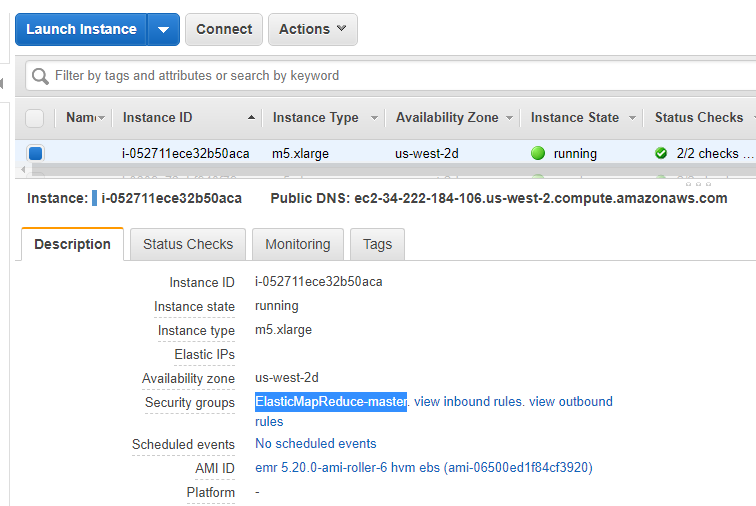 Launch Instance Connect Actions
Filter by tags and attributes or search by keyword
Name Instance ID Instance Type Availability Zone Instance State Status Checks
i-052711ece32b50aca m5.xlarge us-west-2d running 2/2 checks ...
Instance: i-052711ece32b50aca Public DNS: ec2-34-222-184-106.us-west-2.compute.amazonaws.com
Description Status Checks Monitoring Tags
Instance ID i-052711ece32b50aca
Instance state running
Instance type m5.xlarge
Elastic IPs
Availability zone us-west-2d
Security groups ElasticMapReduce-master. view inbound rules. view outbound
rules
Scheduled events No scheduled events
AMI ID emr 5.20.0-ami-roller-6 hvm ebs (ami-06500ed1f84cf3920)
Platform -